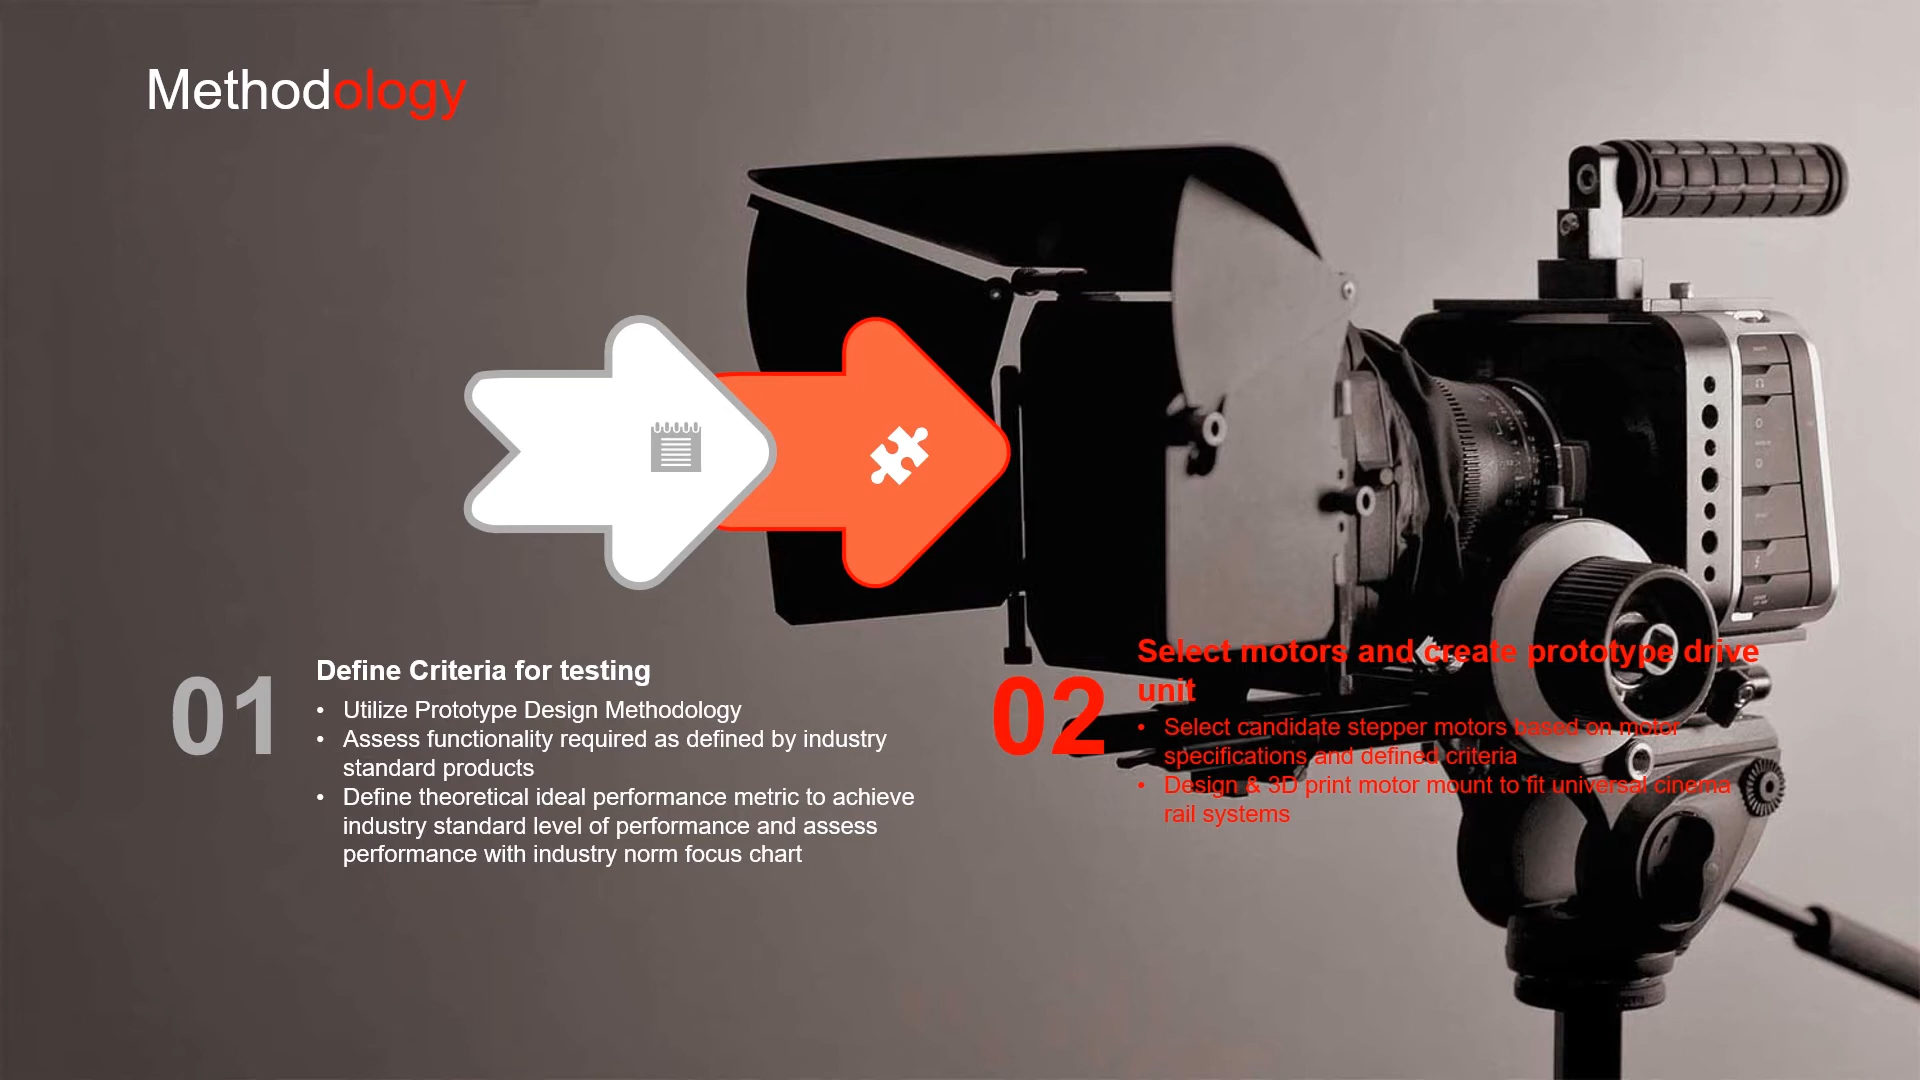 Methodology
01
Define Criteria for testing
• Utilize Prototype Design Methodology
• Assess functionality required as defined by industry
standard products
• Define theoretical ideal performance metric to achieve
industry standard level of performance and assess
performance with industry norm focus chart
02
Select motors and create prototype drive
unit
• Select candidate stepper motors based on motor
specifications and defined criteria
• Design & 3D print motor mount to fit universal cinema
rail systems